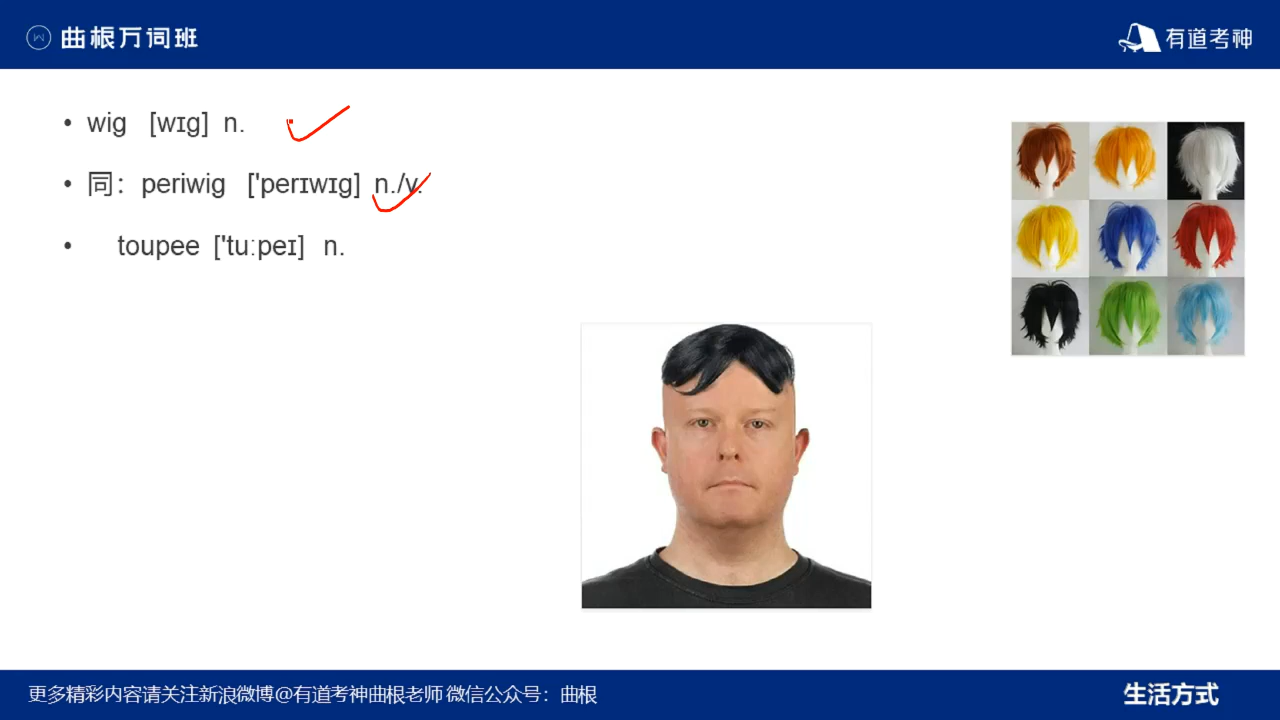 曲根万词班
有道考神
• wig [wɪg] n.
• 同：periwig ['perɪwɪg] n./v.
• toupee ['tuːpeɪ] n.
更多精彩内容请关注新浪微博@有道考神曲根老师 微信公众号：曲根
生活方式